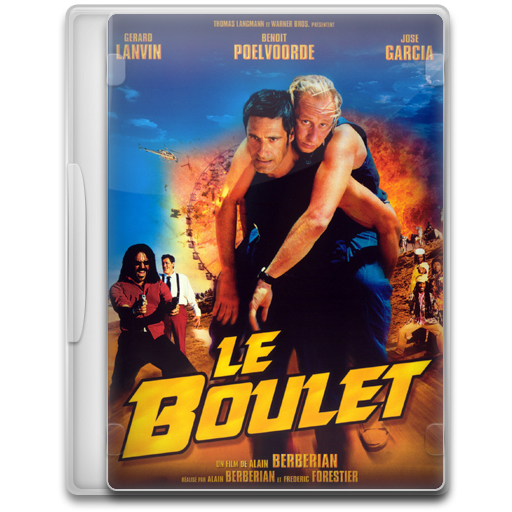 THOMAS LANGMANN ET WARNER BROS. PRÉSENTENT
GERARD BENOIT JOSE
LANVIN POELVOORDE GARCIA
LE
BOULET
UN FILM DE ALAIN BERBERIAN
RÉALISÉ PAR ALAIN BERBERIAN ET FREDERIC FORESTIER